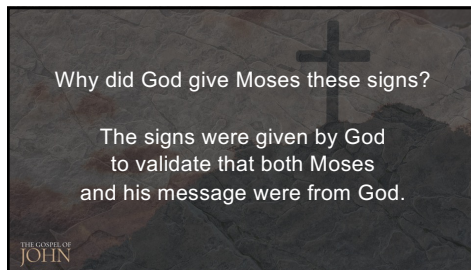 Why did God give Moses these signs?
The signs were given by God
to validate that both Moses
and his message were from God.
THE GOSPEL OF
JOHN